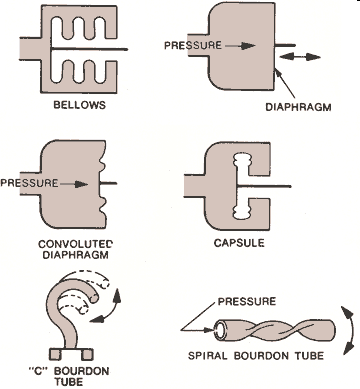 PRESSURE
BELLOWS
DIAPHRAGM
PRESSURE
CONVOLUTED
DIAPHRAGM
CAPSULE
PRESSURE
"C" BOURDON
TUBE
SPIRAL BOURDON TUBE